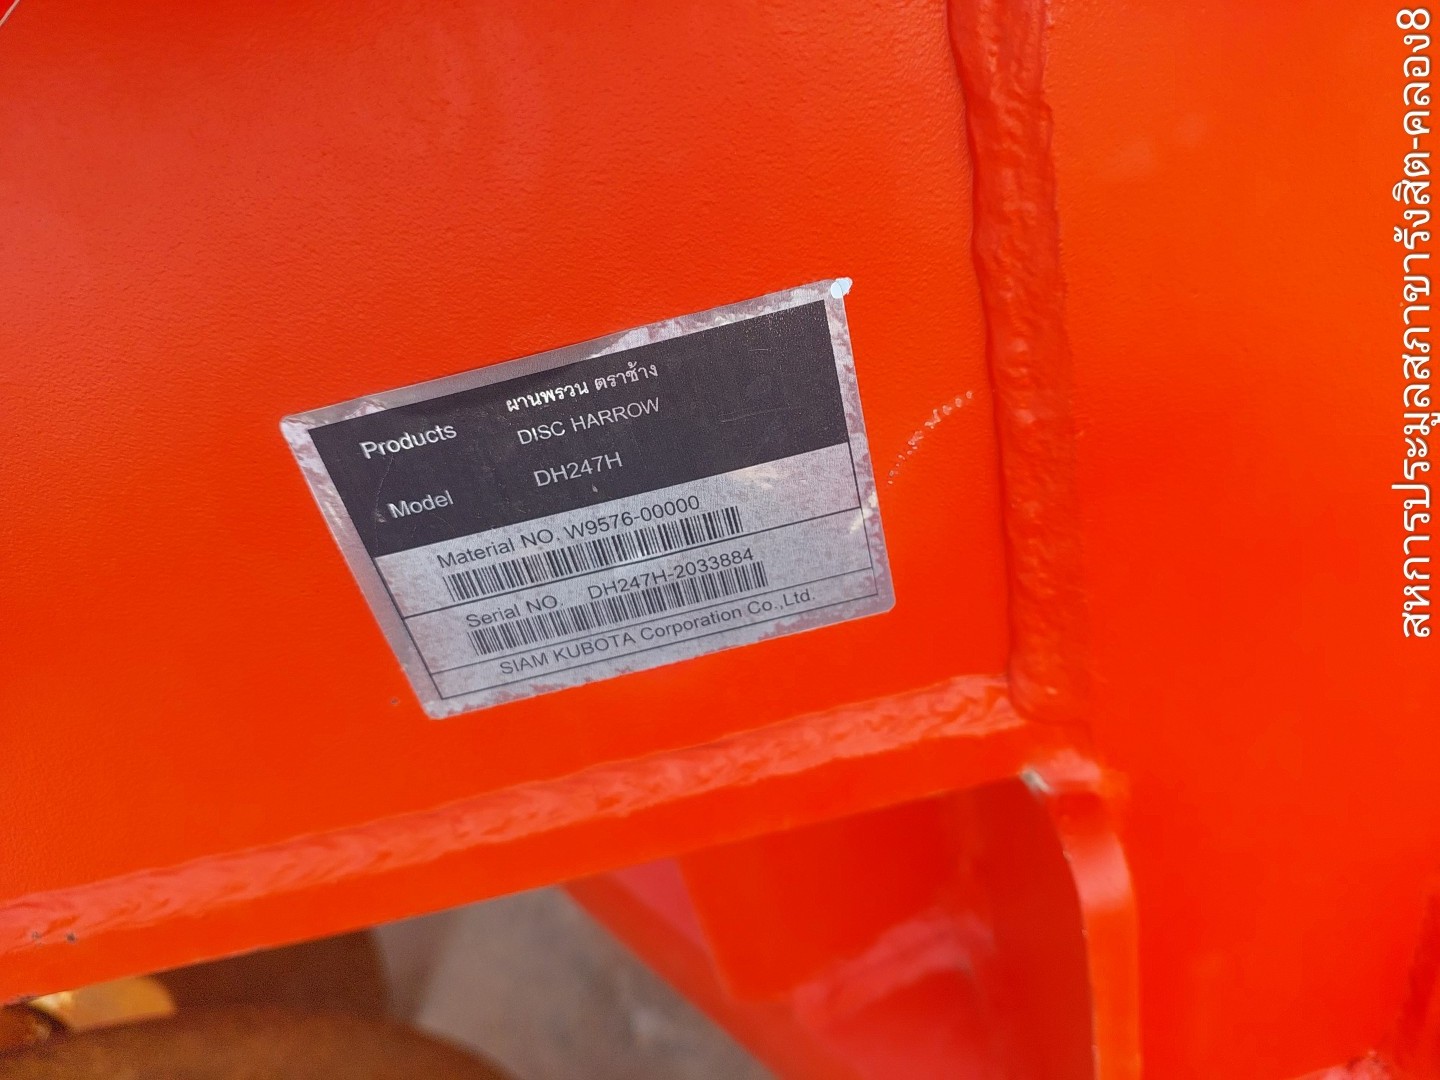 Products ผานพรวน ตราช้าง
DISC HARROW
Model DH247H
Material NO. W9576-00000
Serial NO. DH247H-2033884
SIAM KUBOTA Corporation Co.,Ltd.
สหการประมูลสาขารังสิต-คลอง8